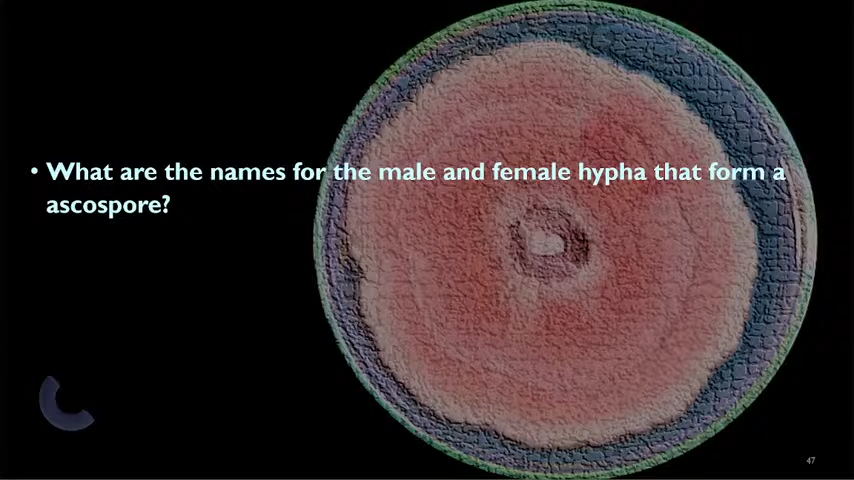 • What are the names for the male and female hypha that form a
ascospore?
47